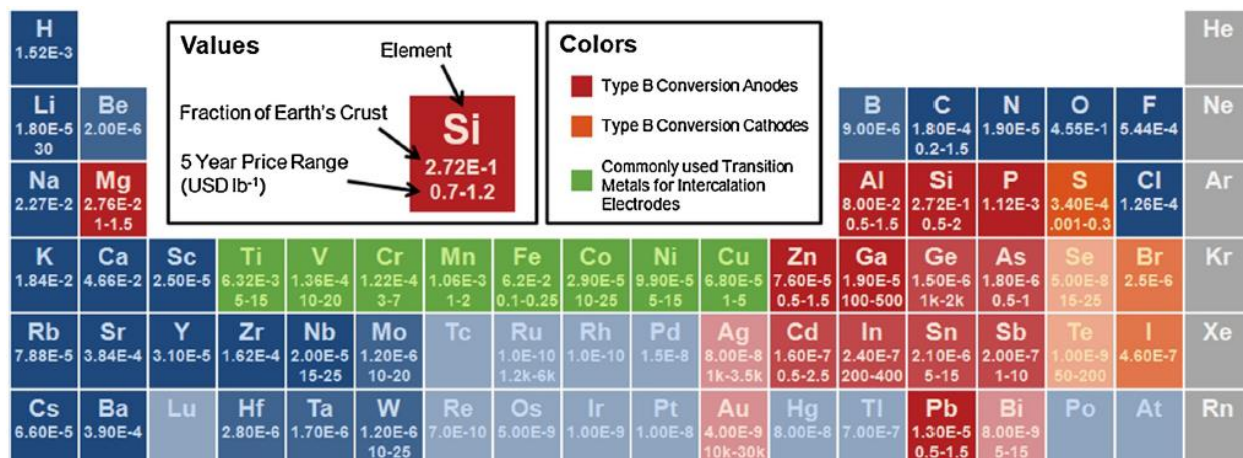 H
1.52E-3
He
Values
Element
Fraction of Earth's Crust
5 Year Price Range
(USD lb-1)
Si
2.72E-1
0.7-1.2
Colors
Type B Conversion Anodes
Type B Conversion Cathodes
Commonly used Transition
Metals for Intercalation
Electrodes
Li Be B C N O F Ne
1.80E-5 2.00E-6 9.00E-6 1.80E-4 1.90E-5 4.55E-1 5.44E-4
30 0.2-1.5
Na Mg Al Si P S Cl Ar
2.27E-2 2.76E-2 8.00E-2 2.72E-1 1.12E-3 3.40E-4 1.26E-4
1-1.5 0.5-1.5 0.5-2 .001-0.3
K Ca Sc Ti V Cr Mn Fe Co Ni Cu Zn Ga Ge As Se Br Kr
1.84E-2 4.66E-2 2.50E-5 6.32E-3 1.36E-4 1.22E-4 1.06E-3 6.2E-2 2.90E-5 9.90E-5 6.80E-5 7.60E-5 1.90E-5 1.50E-6 1.80E-6 5.00E-8 2.5E-6
5-15 10-20 3-7 1-2 0.1-0.25 10-25 5-15 1-5 0.5-1.5 100-500 1k-2k 0.5-1 15-25
Rb Sr Y Zr Nb Mo Tc Ru Rh Pd Ag Cd In Sn Sb Te I Xe
7.88E-5 3.84E-4 3.10E-5 1.62E-4 2.00E-5 1.20E-6 1.0E-10 1.0E-10 1.5E-8 8.00E-8 1.60E-7 2.40E-7 2.10E-6 2.00E-7 1.00E-9 4.60E-7
15-25 10-20 1.2k-6k 1k-3.5k 0.5-2.5 200-400 5-15 1-10 50-200
Cs Ba Lu Hf Ta W Re Os Ir Pt Au Hg Tl Pb Bi Po At Rn
6.60E-5 3.90E-4 2.80E-6 1.70E-6 1.20E-6 7.0E-10 5.00E-9 1.00E-9 1.00E-8 4.00E-9 8.00E-8 7.00E-7 1.30E-5 8.00E-9
10-25 10k-30k 0.5-1.5 5-15